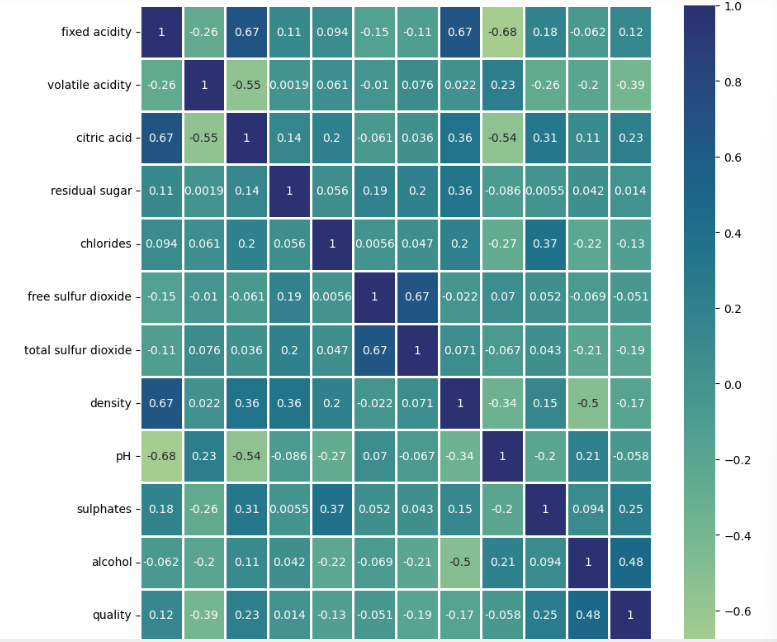 fixed acidity 1 -0.26 0.67 0.11 0.094 -0.15 -0.11 0.67 -0.68 0.18 -0.062 0.12
volatile acidity -0.26 1 -0.55 0.0019 0.061 -0.01 0.076 0.022 0.23 -0.26 -0.2 -0.39
citric acid 0.67 -0.55 1 0.14 0.2 -0.061 0.036 0.36 -0.54 0.31 0.11 0.23
residual sugar 0.11 0.0019 0.14 1 0.056 0.19 0.2 0.36 -0.086 0.0055 0.042 0.014
chlorides 0.094 0.061 0.2 0.056 1 0.0056 0.047 0.2 -0.27 0.37 -0.22 -0.13
free sulfur dioxide -0.15 -0.01 -0.061 0.19 0.0056 1 0.67 -0.022 0.07 0.052 -0.069 -0.051
total sulfur dioxide -0.11 0.076 0.036 0.2 0.047 0.67 1 0.071 -0.067 0.043 -0.21 -0.19
density 0.67 0.022 0.36 0.36 0.2 -0.022 0.071 1 -0.34 0.15 -0.5 -0.17
pH -0.68 0.23 -0.54 -0.086 -0.27 0.07 -0.067 -0.34 1 -0.2 0.21 -0.058
sulphates 0.18 -0.26 0.31 0.0055 0.37 0.052 0.043 0.15 -0.2 1 0.094 0.25
alcohol -0.062 -0.2 0.11 0.042 -0.22 -0.069 -0.21 -0.5 0.21 0.094 1 0.48
quality 0.12 -0.39 0.23 0.014 -0.13 -0.051 -0.19 -0.17 -0.058 0.25 0.48 1
1.0
0.8
0.6
0.4
0.2
0.0
−0.2
−0.4
−0.6